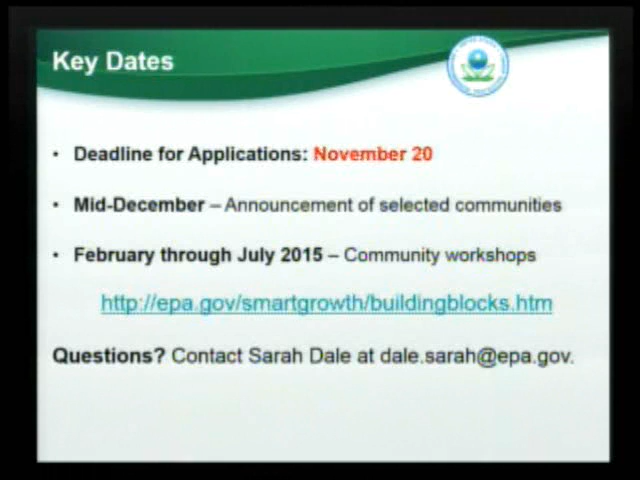 Key Dates
• Deadline for Applications: November 20
• Mid-December – Announcement of selected communities
• February through July 2015 – Community workshops
http://epa.gov/smartgrowth/buildingblocks.htm
Questions? Contact Sarah Dale at dale.sarah@epa.gov.